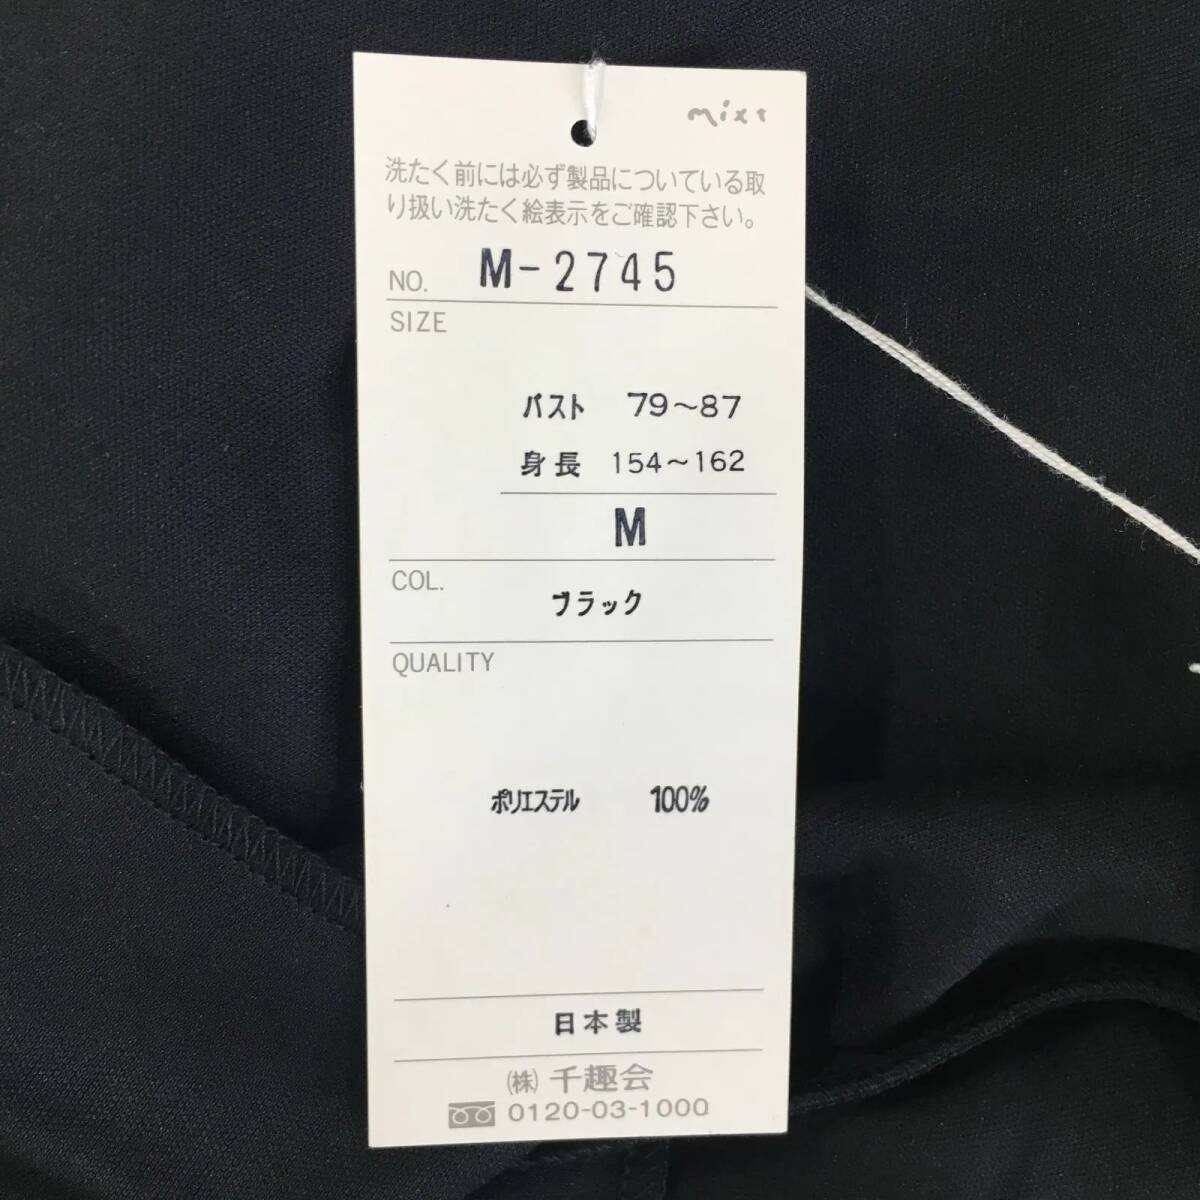 mixt
洗たく前には必ず製品についている取
り扱い洗たく絵表示をご確認下さい。
NO. M-2745
SIZE
バスト 79〜87
身長 154〜162
M
COL.
ブラック
QUALITY
ポリエステル 100%
日本製
㈱千趣会
0120-03-1000